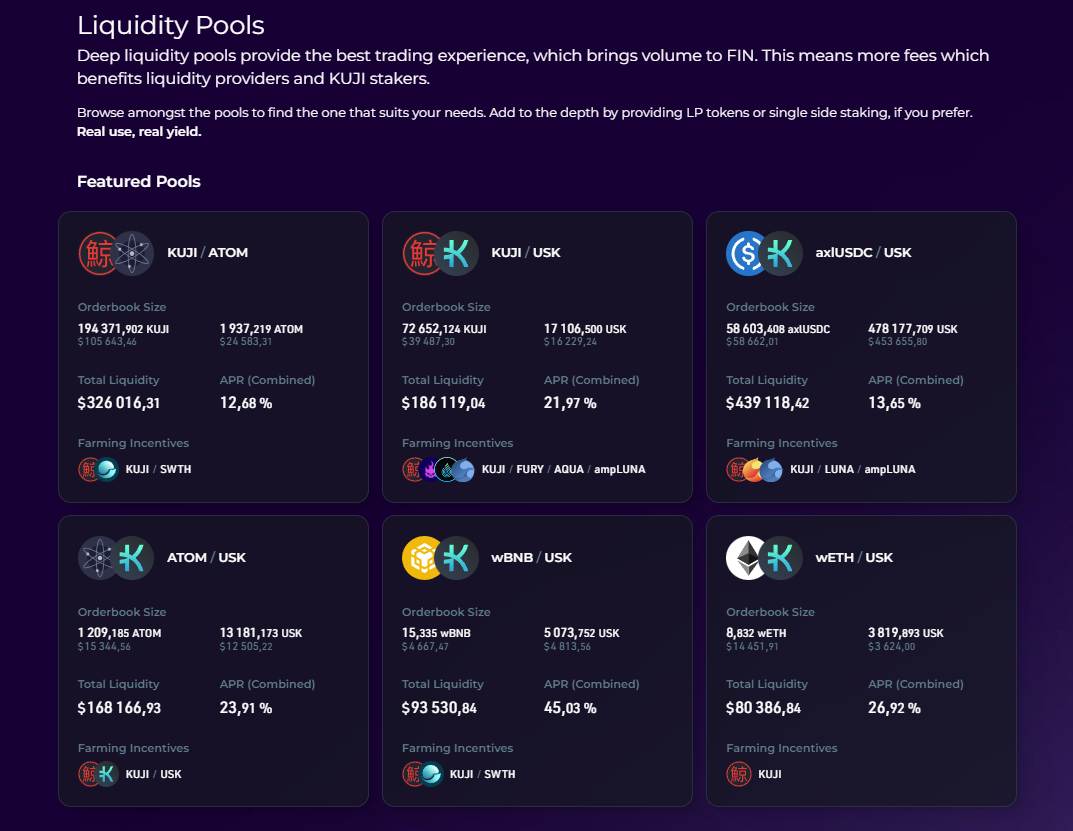 Liquidity Pools
Deep liquidity pools provide the best trading experience, which brings volume to FIN. This means more fees which
benefits liquidity providers and KUJI stakers.
Browse amongst the pools to find the one that suits your needs. Add to the depth by providing LP tokens or single side staking, if you prefer.
Real use, real yield.
Featured Pools
鯨 KUJI / ATOM
Orderbook Size
194 371,902 KUJI 1 937,219 ATOM
$105 643,46 $24 583,31
Total Liquidity APR (Combined)
$326 016,31 12,68 %
Farming Incentives
鯨 KUJI / SWTH
鯨 KUJI / USK
Orderbook Size
72 652,124 KUJI 17 106,500 USK
$39 487,30 $16 229,24
Total Liquidity APR (Combined)
$186 119,04 21,97 %
Farming Incentives
鯨 KUJI / FURY / AQUA / ampLUNA
axlUSDC / USK
Orderbook Size
58 603,408 axlUSDC 478 177,709 USK
$58 662,01 $453 655,80
Total Liquidity APR (Combined)
$439 118,42 13,65 %
Farming Incentives
鯨 KUJI / LUNA / ampLUNA
ATOM / USK
Orderbook Size
1 209,185 ATOM 13 181,173 USK
$15 344,56 $12 505,22
Total Liquidity APR (Combined)
$168 166,93 23,91 %
Farming Incentives
鯨 KUJI / USK
wBNB / USK
Orderbook Size
15,335 wBNB 5 073,752 USK
$4 667,47 $4 813,56
Total Liquidity APR (Combined)
$93 530,84 45,03 %
Farming Incentives
鯨 KUJI / SWTH
wETH / USK
Orderbook Size
8,832 wETH 3 819,893 USK
$14 451,91 $3 624,00
Total Liquidity APR (Combined)
$80 386,84 26,92 %
Farming Incentives
鯨 KUJI